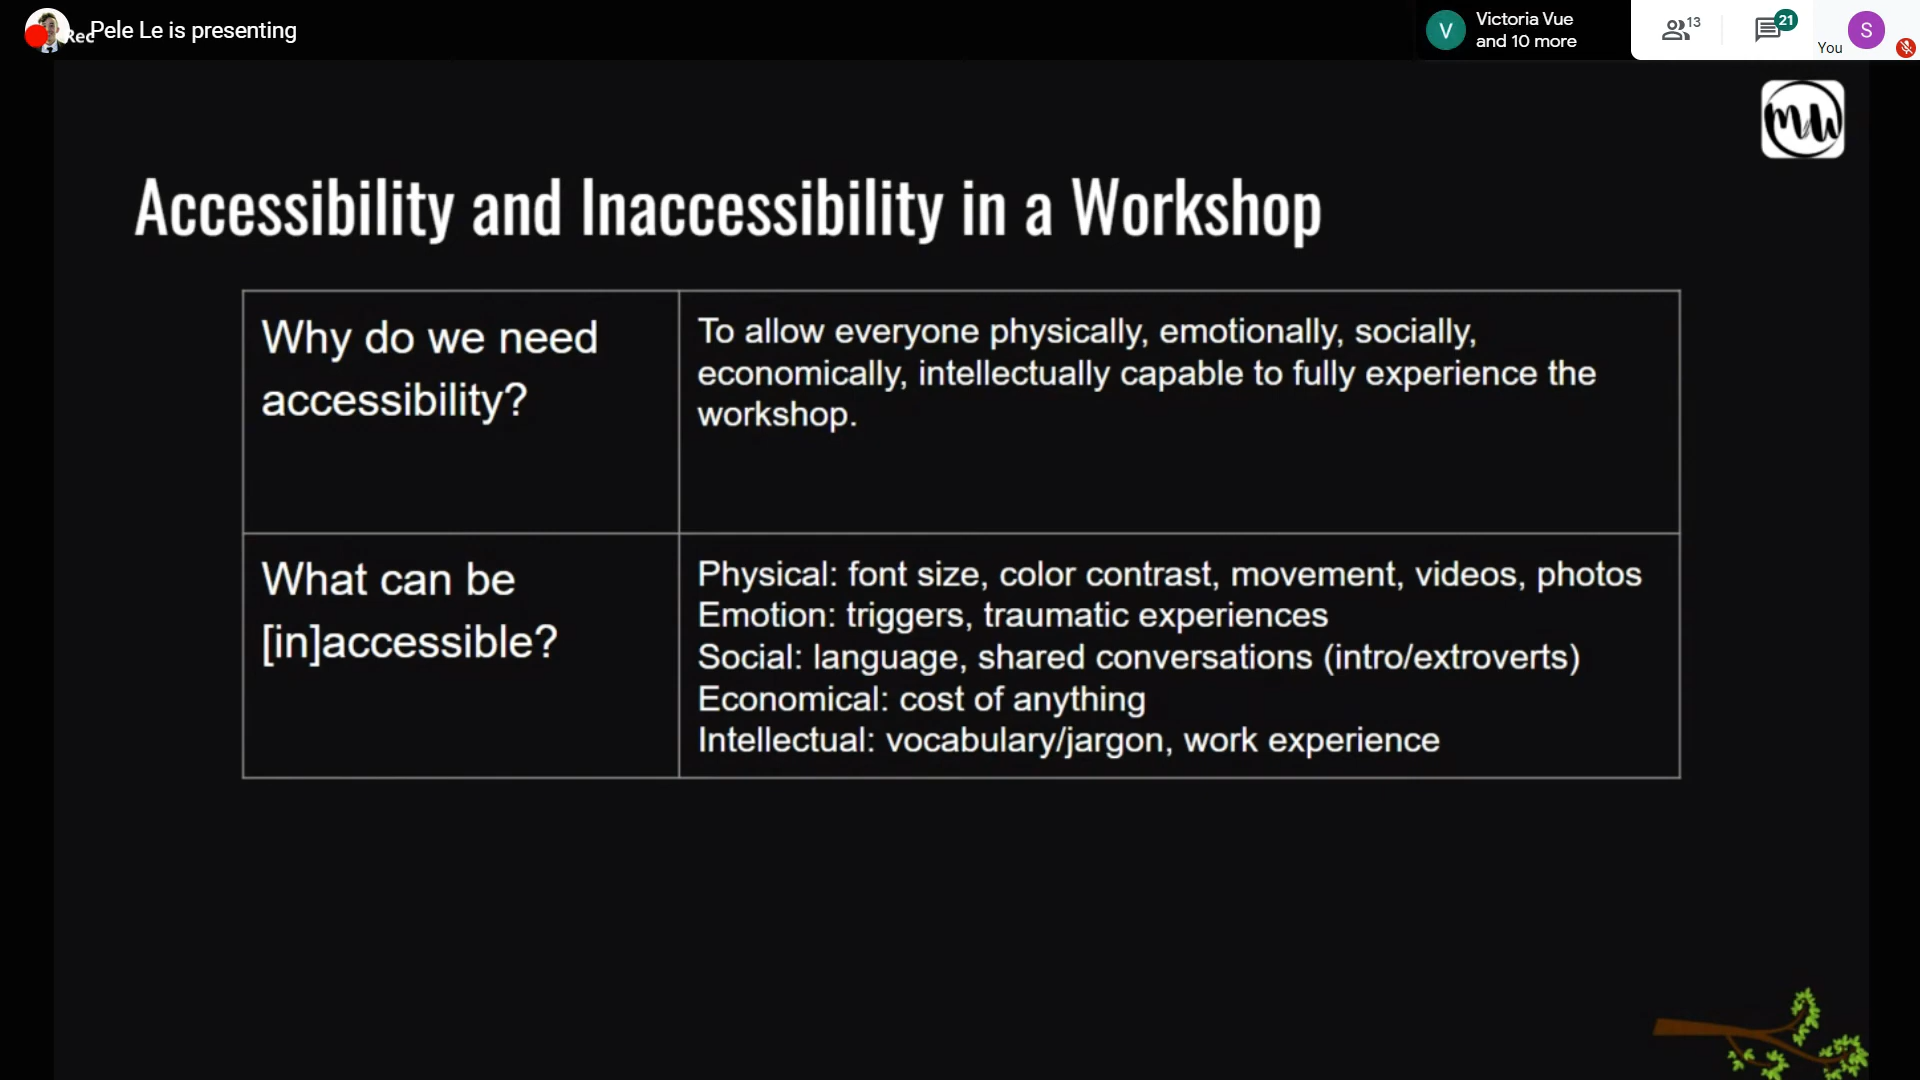 Rec
Pele Le is presenting
V
Victoria Vue
and 10 more
13
21
You
S
MW
Accessibility and Inaccessibility in a Workshop
Why do we need
accessibility?
To allow everyone physically, emotionally, socially,
economically, intellectually capable to fully experience the
workshop.
What can be
[in]accessible?
Physical: font size, color contrast, movement, videos, photos
Emotion: triggers, traumatic experiences
Social: language, shared conversations (intro/extroverts)
Economical: cost of anything
Intellectual: vocabulary/jargon, work experience